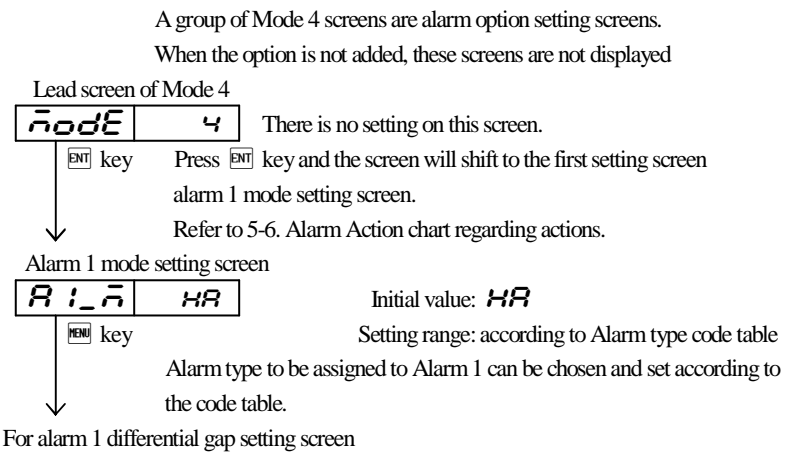 A group of Mode 4 screens are alarm option setting screens.
When the option is not added, these screens are not displayed
Lead screen of Mode 4
modE 4 There is no setting on this screen.
ENT key Press ENT key and the screen will shift to the first setting screen
alarm 1 mode setting screen.
Refer to 5-6. Alarm Action chart regarding actions.
Alarm 1 mode setting screen
A1_m HA Initial value: HA
MENU key Setting range: according to Alarm type code table
Alarm type to be assigned to Alarm 1 can be chosen and set according to
the code table.
For alarm 1 differential gap setting screen